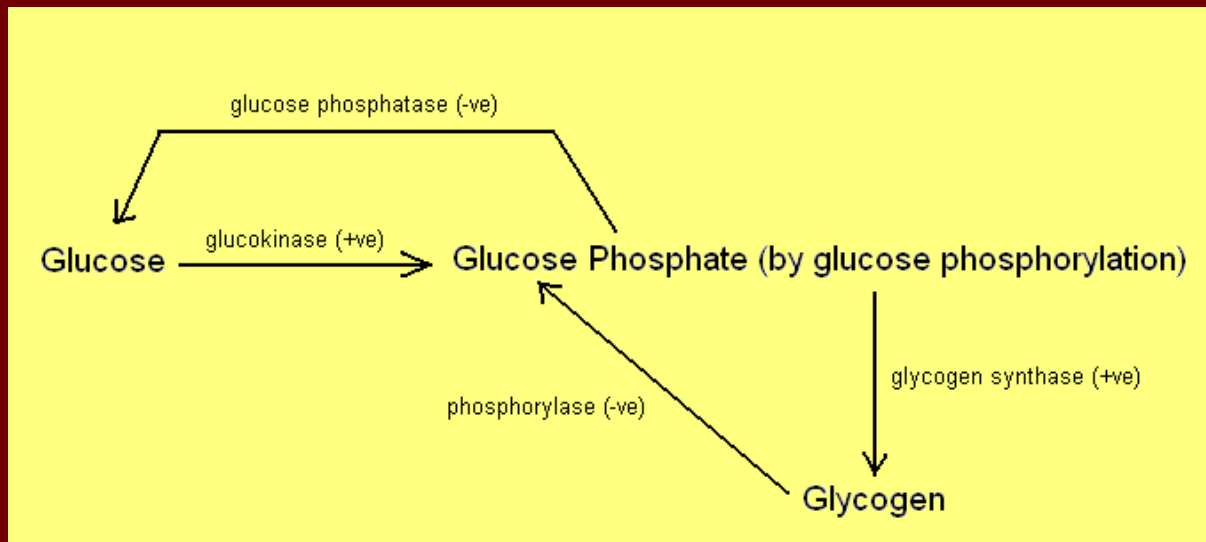 glucose phosphatase (-ve)
glucokinase (+ve)
Glucose
Glucose Phosphate (by glucose phosphorylation)
glycogen synthase (+ve)
phosphorylase (-ve)
Glycogen